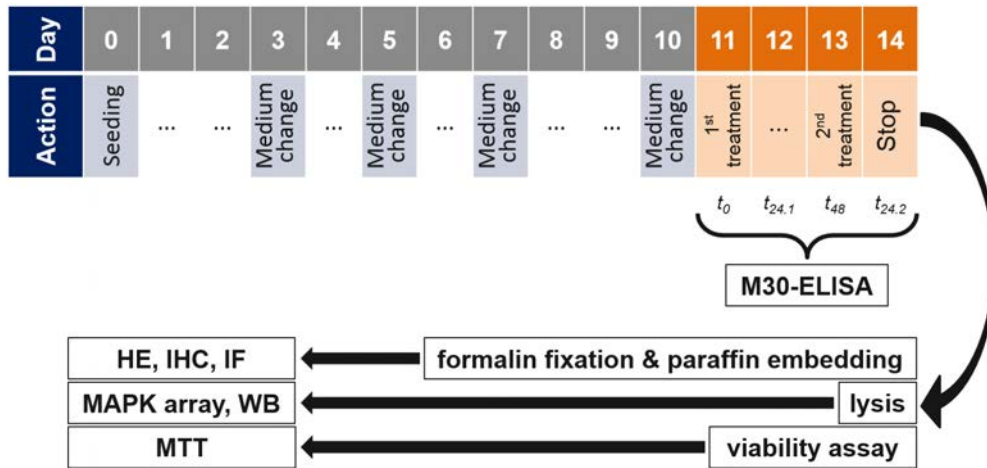 Day 0 1 2 3 4 5 6 7 8 9 10 11 12 13 14
Action Seeding ... ... Medium change ... Medium change ... Medium change ... ... Medium change 1st treatment ... 2nd treatment Stop
t0 t24.1 t48 t24.2
M30-ELISA
HE, IHC, IF formalin fixation & paraffin embedding
MAPK array, WB lysis
MTT viability assay